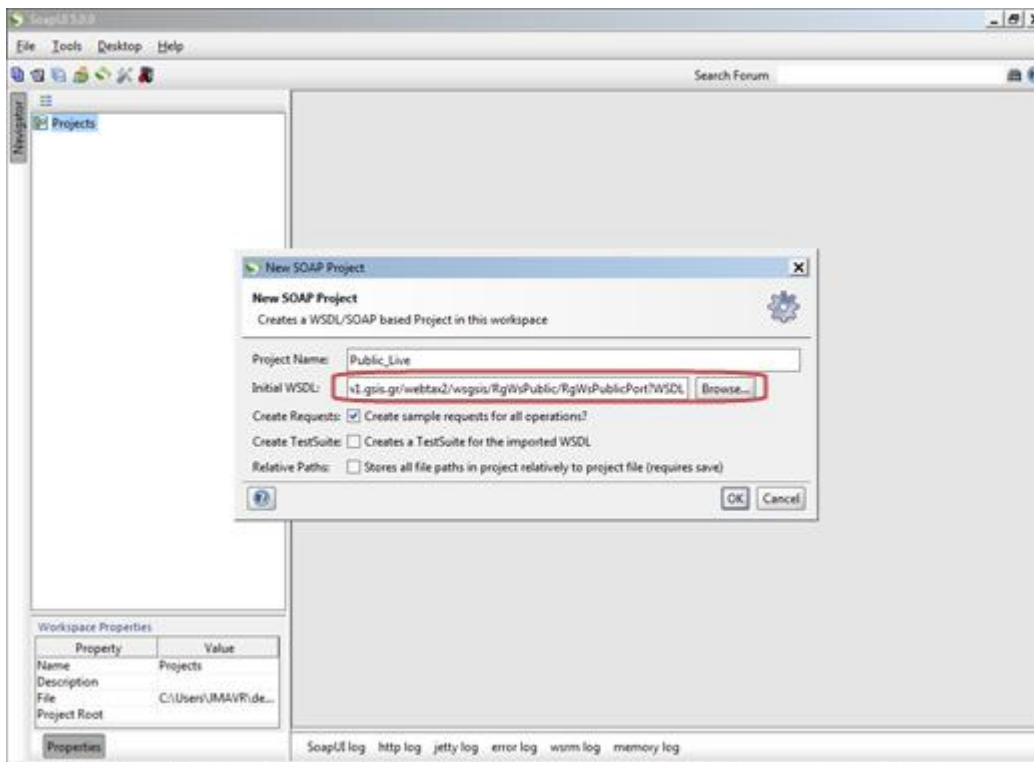 SoapUI 5.0.0
File Tools Desktop Help
Search Forum
Navigator
Projects
New SOAP Project
New SOAP Project
Creates a WSDL/SOAP based Project in this workspace
Project Name: Public_Live
Initial WSDL: v1.gsis.gr/webtax2/wsgsis/RgWsPublic/RgWsPublicPort?WSDL Browse...
Create Requests: Create sample requests for all operations?
Create TestSuite: Creates a TestSuite for the imported WSDL
Relative Paths: Stores all file paths in project relatively to project file (requires save)
OK Cancel
Workspace Properties
Property Value
Name Projects
Description
File C:\Users\JMAVR\de...
Project Root
Properties
SoapUI log http log jetty log error log wsrm log memory log